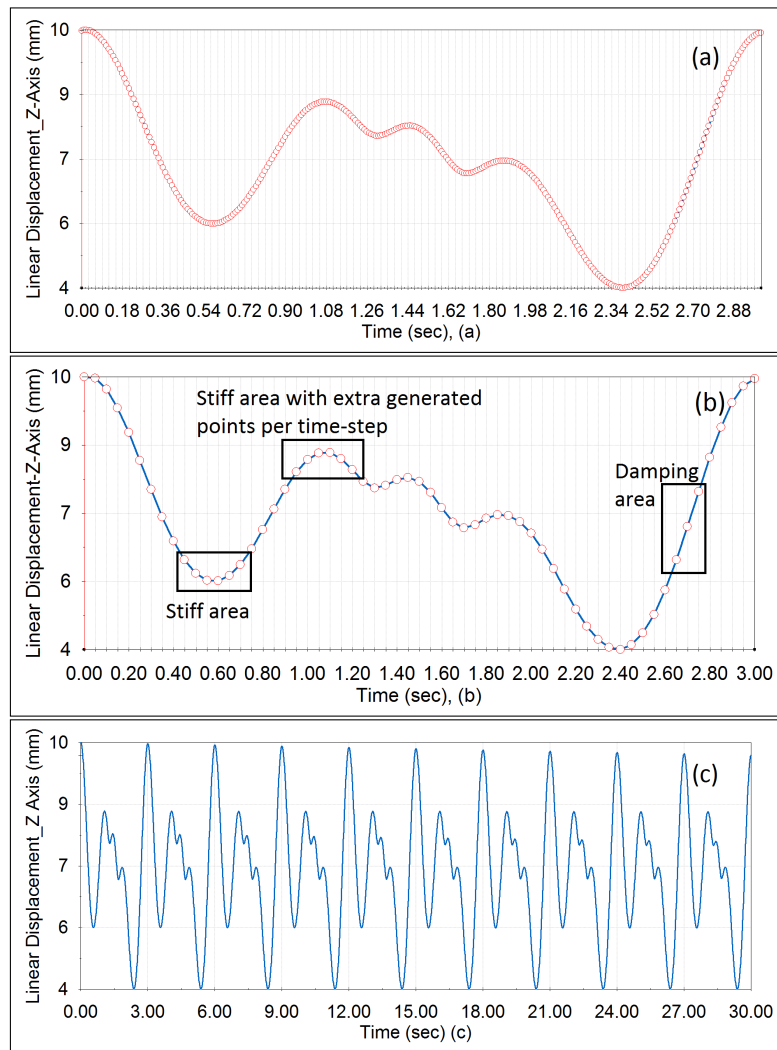 Linear Displacement_Z-Axis (mm)
10
9
7
6
4
(a)
0.00 0.18 0.36 0.54 0.72 0.90 1.08 1.26 1.44 1.62 1.80 1.98 2.16 2.34 2.52 2.70 2.88
Time (sec), (a)
Linear Displacement-Z-Axis (mm)
10
9
7
6
4
Stiff area with extra generated
points per time-step
(b)
Damping
area
Stiff area
0.00 0.20 0.40 0.60 0.80 1.00 1.20 1.40 1.60 1.80 2.00 2.20 2.40 2.60 2.80 3.00
Time (sec), (b)
Linear Displacement_Z Axis (mm)
10
9
7
6
4
(c)
0.00 3.00 6.00 9.00 12.00 15.00 18.00 21.00 24.00 27.00 30.00
Time (sec) (c)